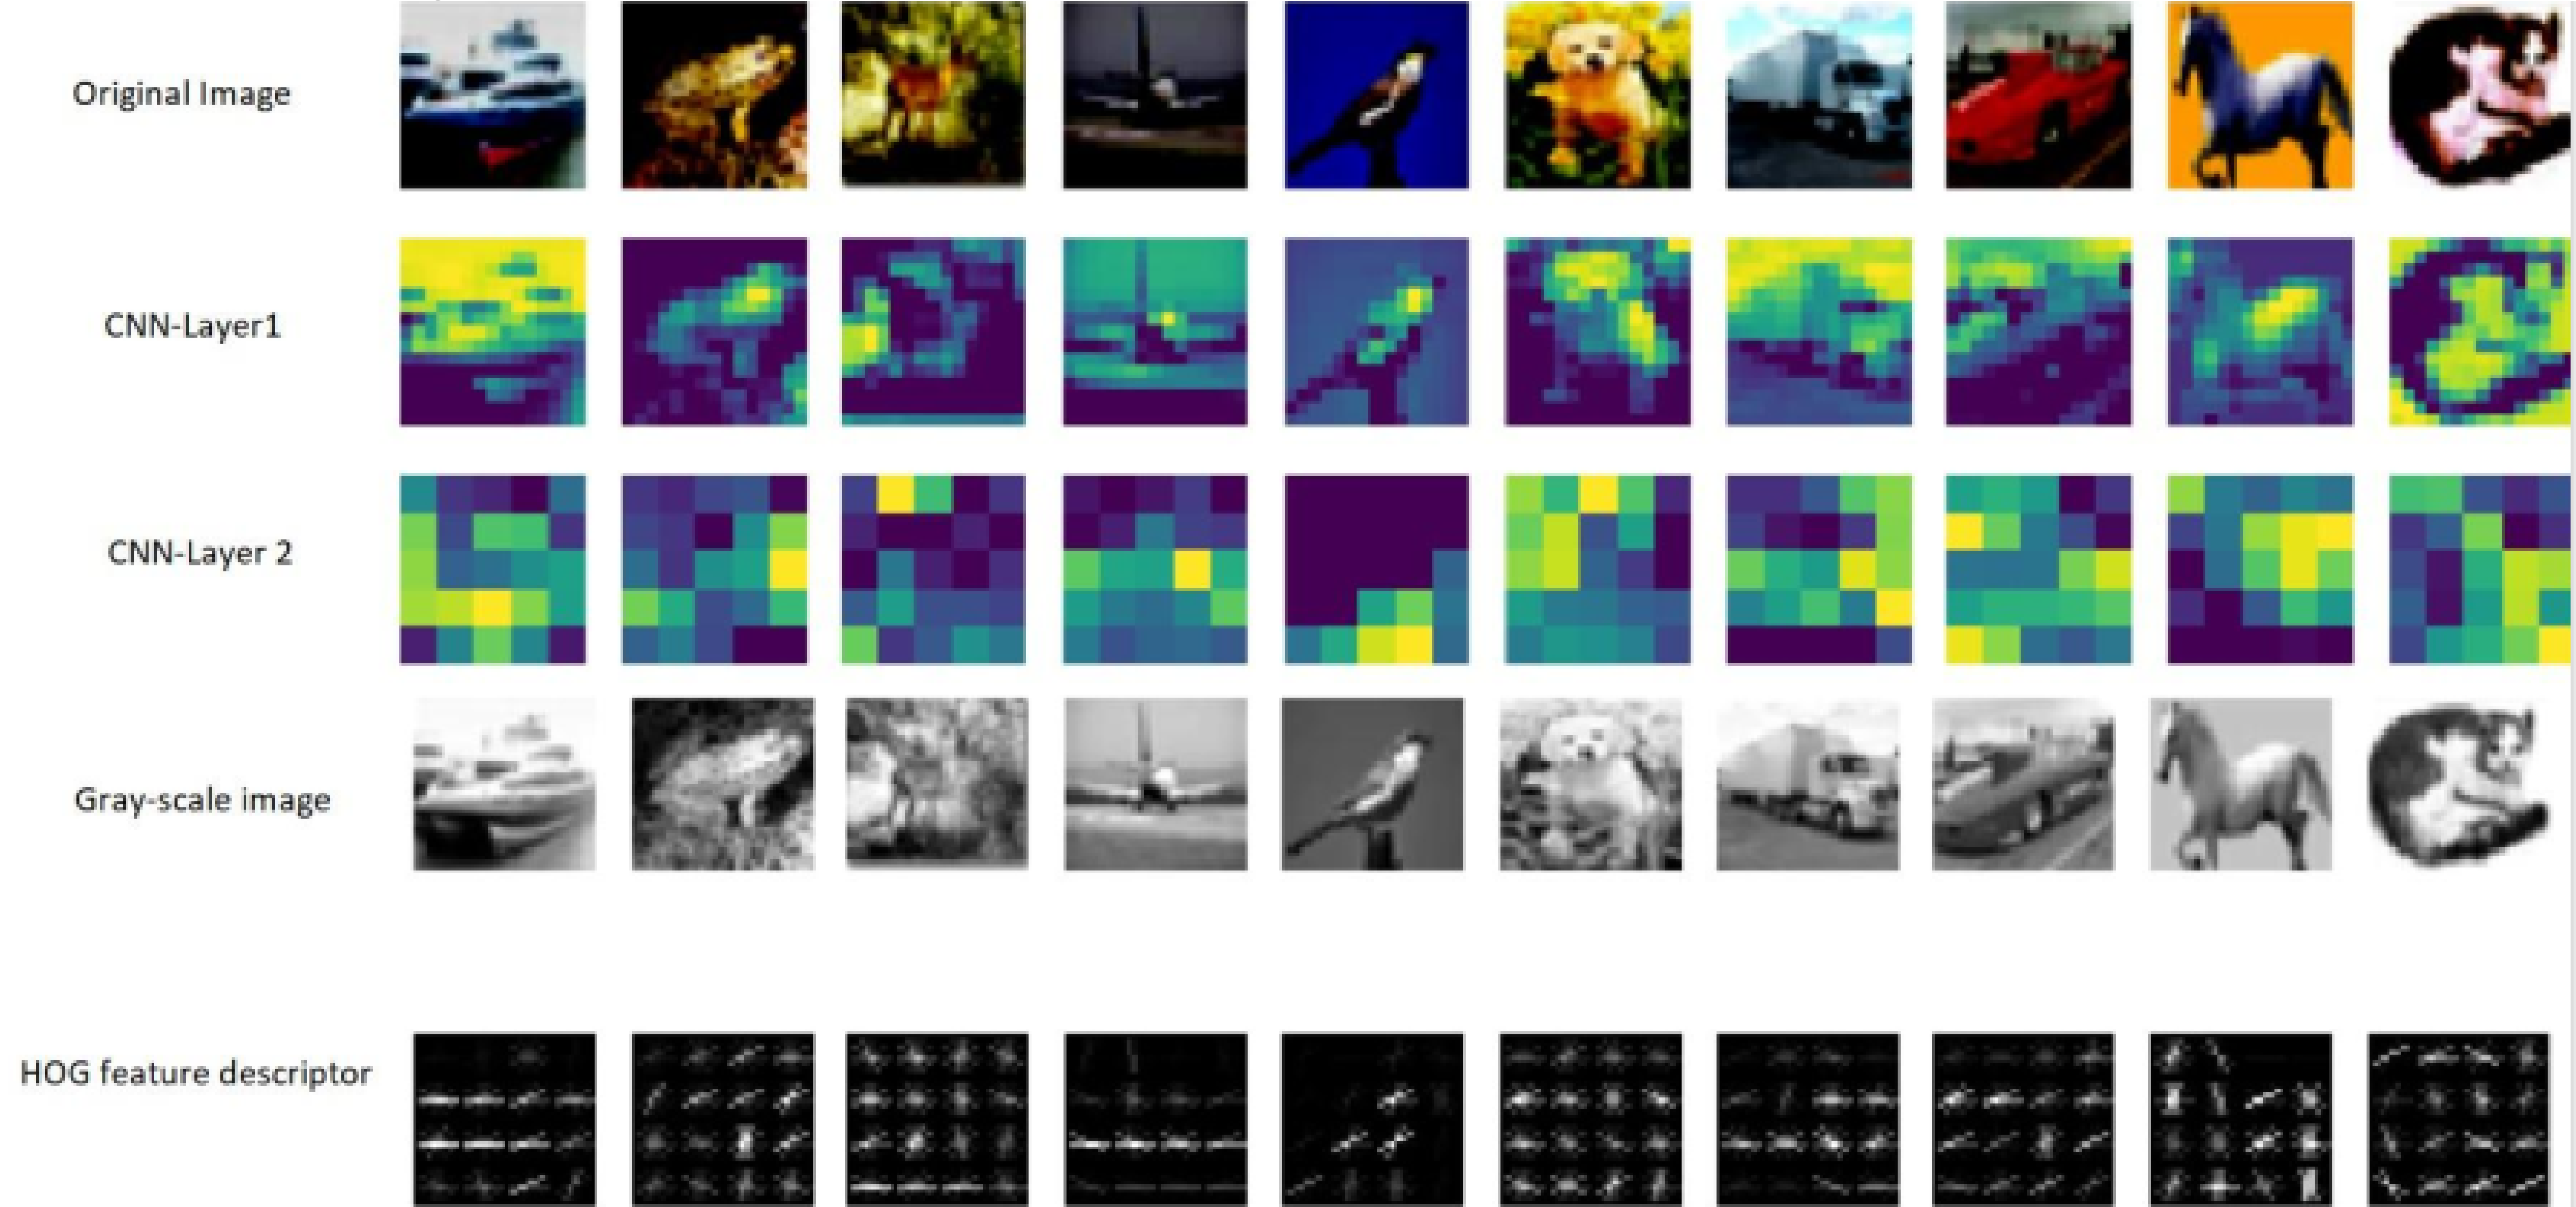 Original Image
CNN-Layer1
CNN-Layer 2
Gray-scale image
HOG feature descriptor